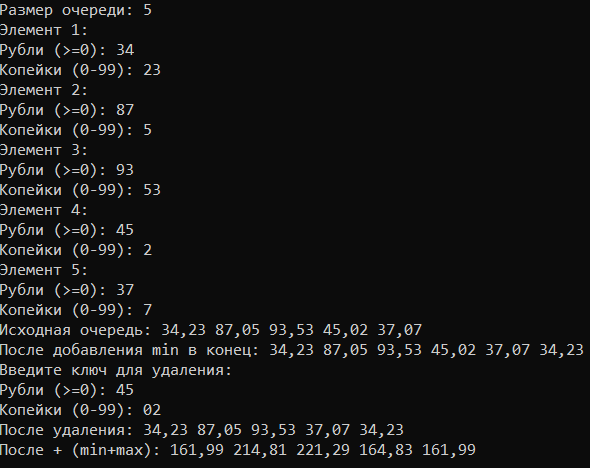 Размер очереди: 5
Элемент 1:
Рубли (>=0): 34
Копейки (0-99): 23
Элемент 2:
Рубли (>=0): 87
Копейки (0-99): 5
Элемент 3:
Рубли (>=0): 93
Копейки (0-99): 53
Элемент 4:
Рубли (>=0): 45
Копейки (0-99): 2
Элемент 5:
Рубли (>=0): 37
Копейки (0-99): 7
Исходная очередь: 34,23 87,05 93,53 45,02 37,07
После добавления min в конец: 34,23 87,05 93,53 45,02 37,07 34,23
Введите ключ для удаления:
Рубли (>=0): 45
Копейки (0-99): 02
После удаления: 34,23 87,05 93,53 37,07 34,23
После + (min+max): 161,99 214,81 221,29 164,83 161,99